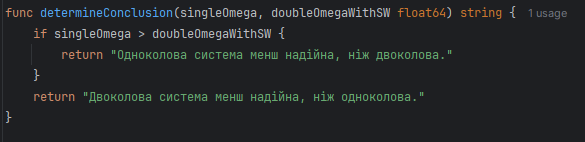 func determineConclusion(singleOmega, doubleOmegaWithSW float64) string { 1 usage
if singleOmega > doubleOmegaWithSW {
return "Одноколова система менш надійна, ніж двоколова."
}
return "Двоколова система менш надійна, ніж одноколова."
}